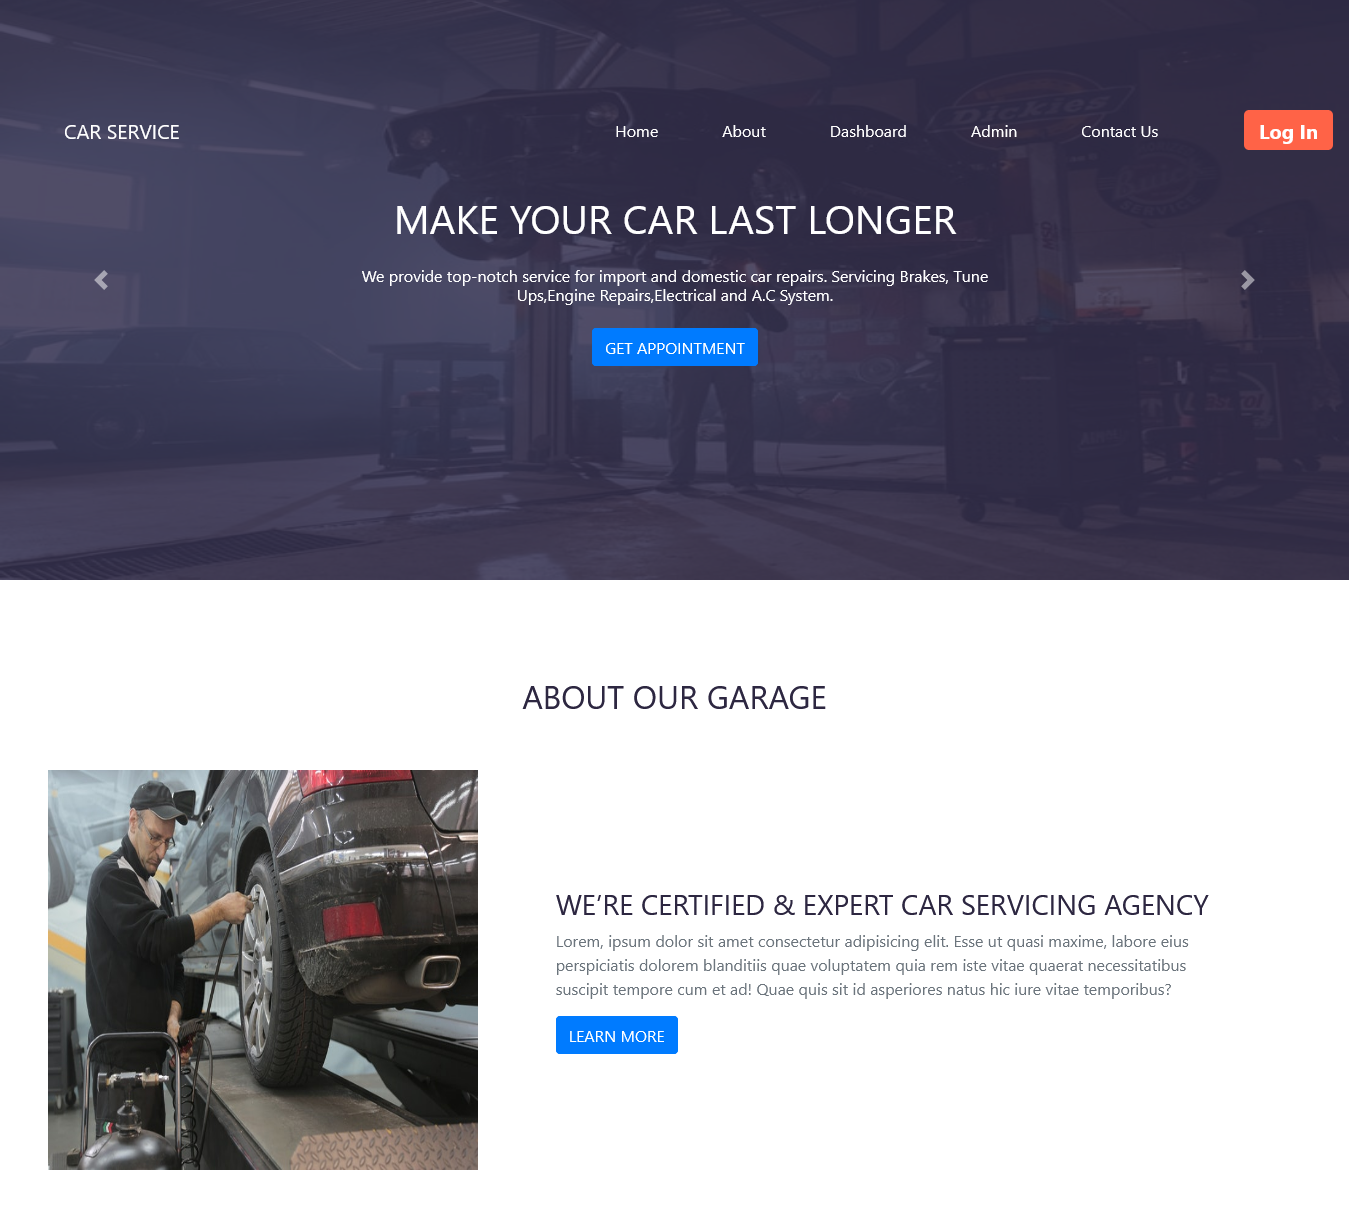 CAR SERVICE
Home
About
Dashboard
Admin
Contact Us
Log In
Dickies
MAKE YOUR CAR LAST LONGER
We provide top-notch service for import and domestic car repairs. Servicing Brakes, Tune
Ups,Engine Repairs,Electrical and A.C System.
GET APPOINTMENT
ABOUT OUR GARAGE
WE’RE CERTIFIED & EXPERT CAR SERVICING AGENCY
Lorem, ipsum dolor sit amet consectetur adipisicing elit. Esse ut quasi maxime, labore eius
perspiciatis dolorem blanditiis quae voluptatem quia rem iste vitae quaerat necessitatibus
suscipit tempore cum et ad! Quae quis sit id asperiores natus hic iure vitae temporibus?
LEARN MORE